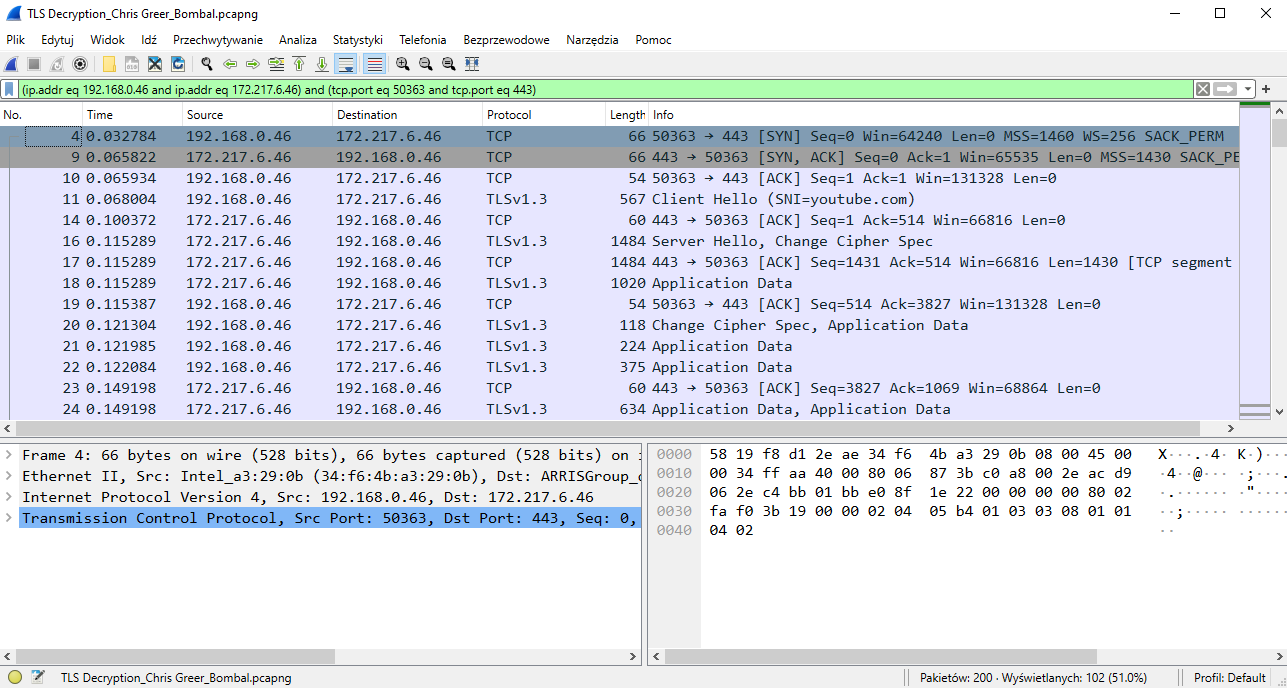 TLS Decryption_Chris Greer_Bombal.pcapng
Plik Edytuj Widok Idź Przechwytywanie Analiza Statystyki Telefonia Bezprzewodowe Narzędzia Pomoc
(ip.addr eq 192.168.0.46 and ip.addr eq 172.217.6.46) and (tcp.port eq 50363 and tcp.port eq 443)
No. Time Source Destination Protocol Length Info
4 0.032784 192.168.0.46 172.217.6.46 TCP 66 50363 → 443 [SYN] Seq=0 Win=64240 Len=0 MSS=1460 WS=256 SACK_PERM
9 0.065822 172.217.6.46 192.168.0.46 TCP 66 443 → 50363 [SYN, ACK] Seq=0 Ack=1 Win=65535 Len=0 MSS=1430 SACK_PE
10 0.065934 192.168.0.46 172.217.6.46 TCP 54 50363 → 443 [ACK] Seq=1 Ack=1 Win=131328 Len=0
11 0.068004 192.168.0.46 172.217.6.46 TLSv1.3 567 Client Hello (SNI=youtube.com)
14 0.100372 172.217.6.46 192.168.0.46 TCP 60 443 → 50363 [ACK] Seq=1 Ack=514 Win=66816 Len=0
16 0.115289 172.217.6.46 192.168.0.46 TLSv1.3 1484 Server Hello, Change Cipher Spec
17 0.115289 172.217.6.46 192.168.0.46 TCP 1484 443 → 50363 [ACK] Seq=1431 Ack=514 Win=66816 Len=1430 [TCP segment
18 0.115289 172.217.6.46 192.168.0.46 TLSv1.3 1020 Application Data
19 0.115387 192.168.0.46 172.217.6.46 TCP 54 50363 → 443 [ACK] Seq=514 Ack=3827 Win=131328 Len=0
20 0.121304 192.168.0.46 172.217.6.46 TLSv1.3 118 Change Cipher Spec, Application Data
21 0.121985 192.168.0.46 172.217.6.46 TLSv1.3 224 Application Data
22 0.122084 192.168.0.46 172.217.6.46 TLSv1.3 375 Application Data
23 0.149198 172.217.6.46 192.168.0.46 TCP 60 443 → 50363 [ACK] Seq=3827 Ack=1069 Win=68864 Len=0
24 0.149198 172.217.6.46 192.168.0.46 TLSv1.3 634 Application Data, Application Data
Frame 4: 66 bytes on wire (528 bits), 66 bytes captured (528 bits) on i
Ethernet II, Src: Intel_a3:29:0b (34:f6:4b:a3:29:0b), Dst: ARRISGroup_
Internet Protocol Version 4, Src: 192.168.0.46, Dst: 172.217.6.46
Transmission Control Protocol, Src Port: 50363, Dst Port: 443, Seq: 0,
0000 58 19 f8 d1 2e ae 34 f6 4b a3 29 0b 08 00 45 00 X···.·4· K·)·
0010 00 34 ff aa 40 00 80 06 87 3b c0 a8 00 2e ac d9 ·4··@··· ·;···.
0020 06 2e c4 bb 01 bb e0 8f 1e 22 00 00 00 00 80 02 ·.······ ·"····
0030 fa f0 3b 19 00 00 02 04 05 b4 01 03 03 08 01 01 ··;····· ······
0040 04 02 ··
TLS Decryption_Chris Greer_Bombal.pcapng
Pakietów: 200 · Wyświetlanych: 102 (51.0%)
Profil: Default